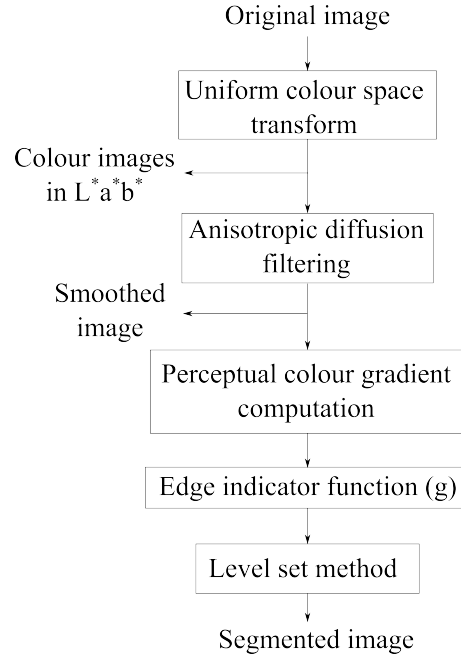 Original image
Uniform colour space
transform
Colour images
in L*a*b*
Anisotropic diffusion
filtering
Smoothed
image
Perceptual colour gradient
computation
Edge indicator function (g)
Level set method
Segmented image